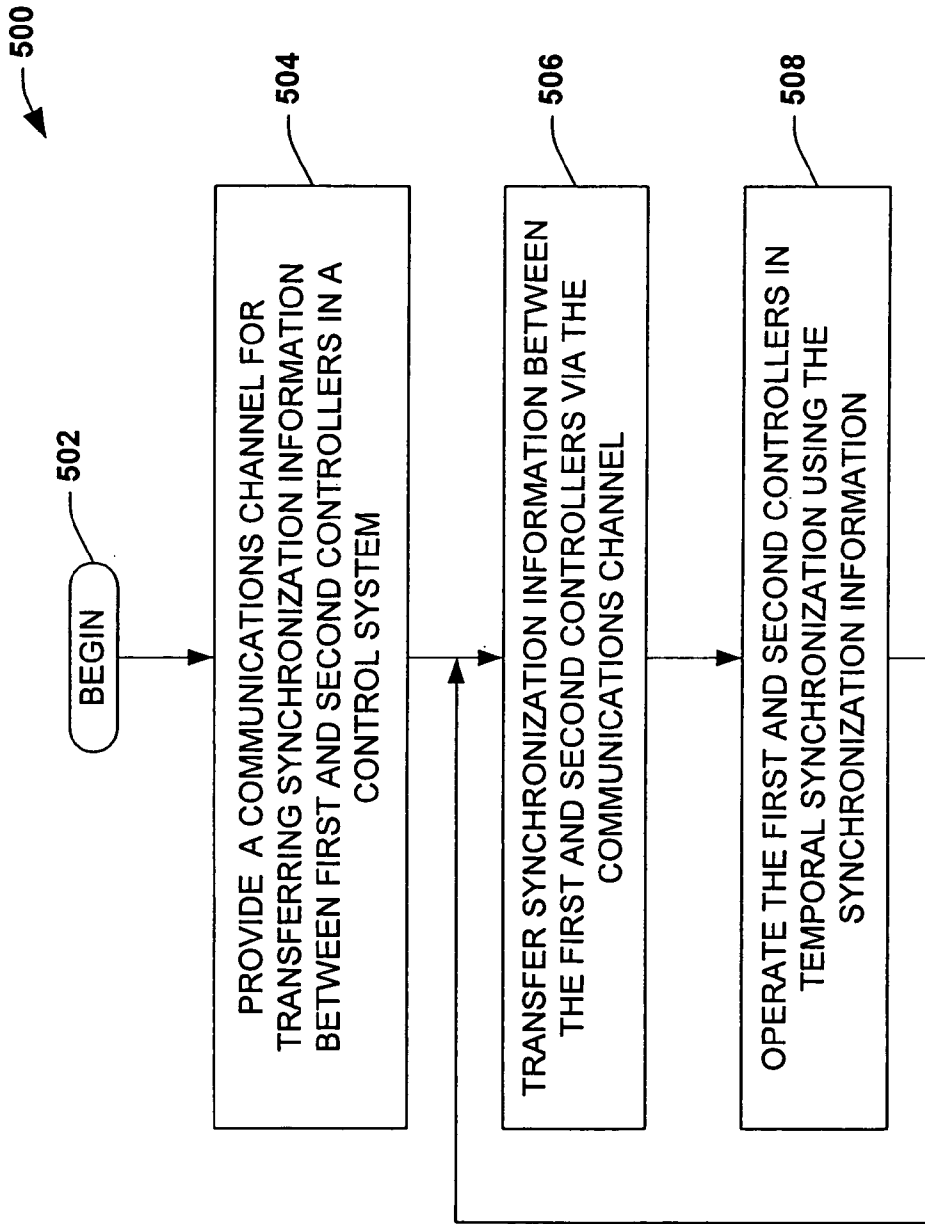 500
BEGIN
502
PROVIDE A COMMUNICATIONS CHANNEL FOR
TRANSFERRING SYNCHRONIZATION INFORMATION
BETWEEN FIRST AND SECOND CONTROLLERS IN A
CONTROL SYSTEM
504
TRANSFER SYNCHRONIZATION INFORMATION BETWEEN
THE FIRST AND SECOND CONTROLLERS VIA THE
COMMUNICATIONS CHANNEL
506
OPERATE THE FIRST AND SECOND CONTROLLERS IN
TEMPORAL SYNCHRONIZATION USING THE
SYNCHRONIZATION INFORMATION
508